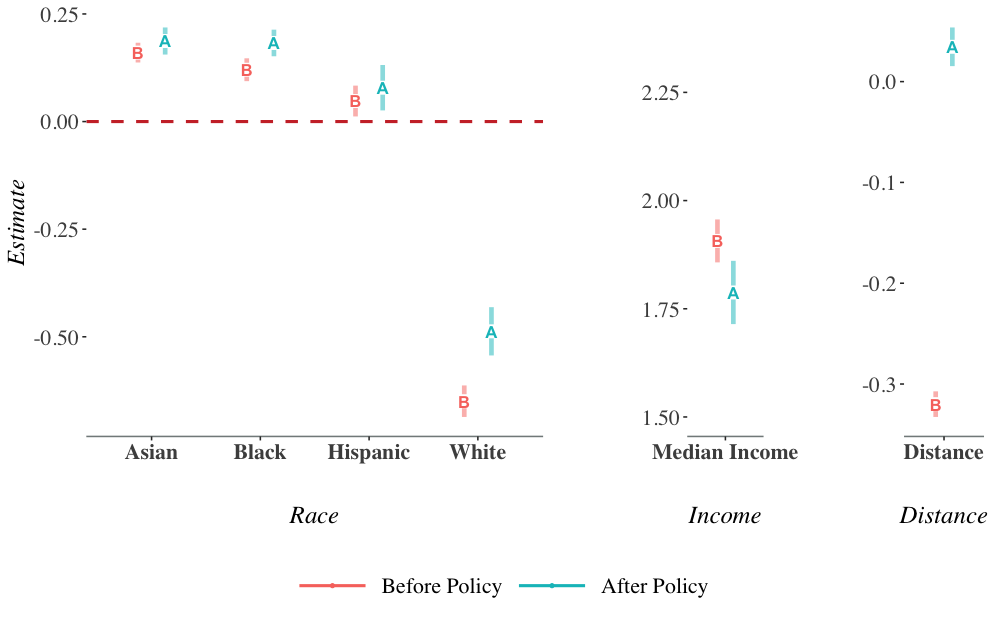 0.25
0.00
-0.25
-0.50
Estimate
B A B A B A B A
Asian Black Hispanic White
Race
2.25
2.00
1.75
1.50
B A
Median Income
Income
0.0
-0.1
-0.2
-0.3
A
B
Distance
Distance
Before Policy After Policy